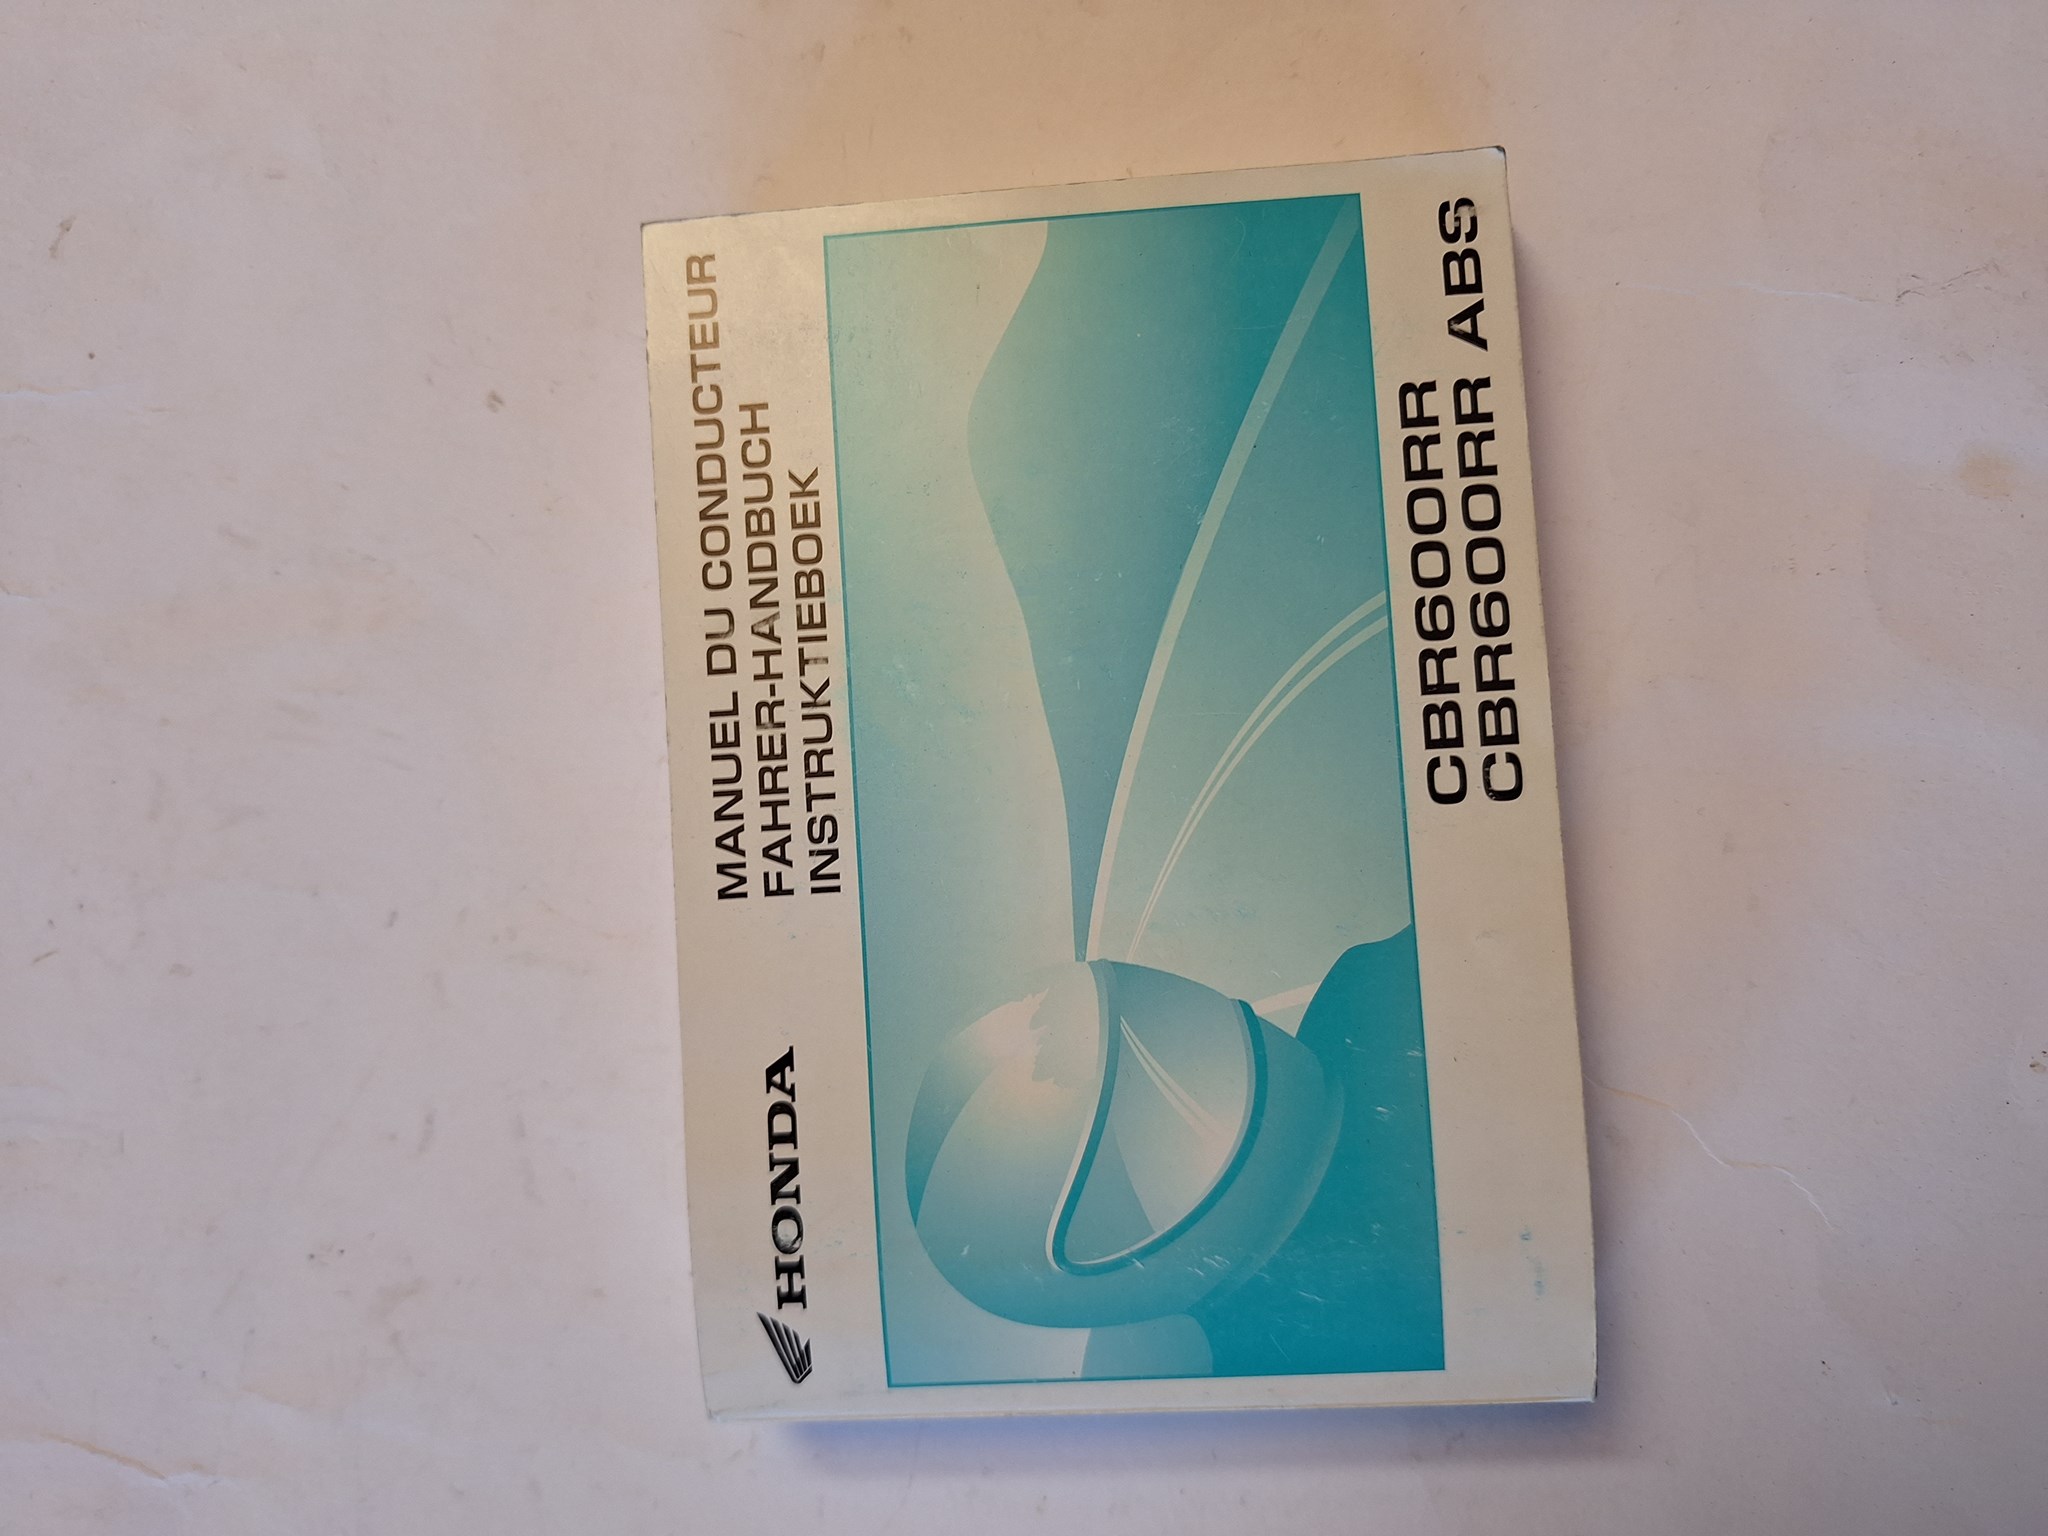 HONDA
MANUEL DU CONDUCTEUR
FAHRER-HANDBUCH
INSTRUKTIEBOEK
CBR600RR
CBR600RR ABS